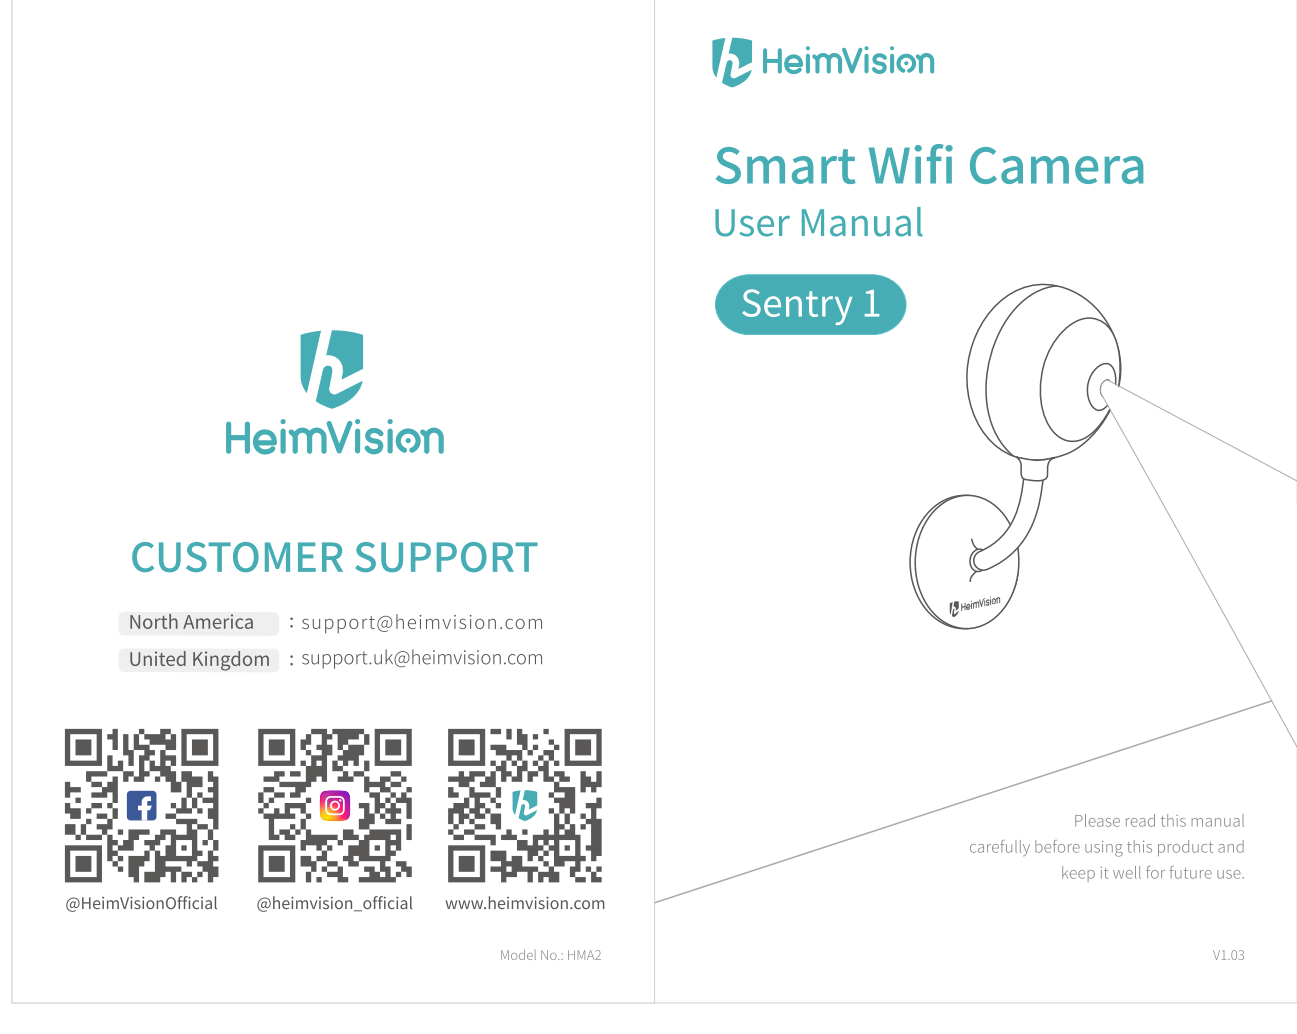 HeimVision
CUSTOMER SUPPORT
North America : support@heimvision.com
United Kingdom : support.uk@heimvision.com
@HeimVisionOfficial
@heimvision_official
www.heimvision.com
Model No.: HMA2
HeimVision
Smart Wifi Camera
User Manual
Sentry 1
HeimVision
Please read this manual
carefully before using this product and
keep it well for future use.
V1.03